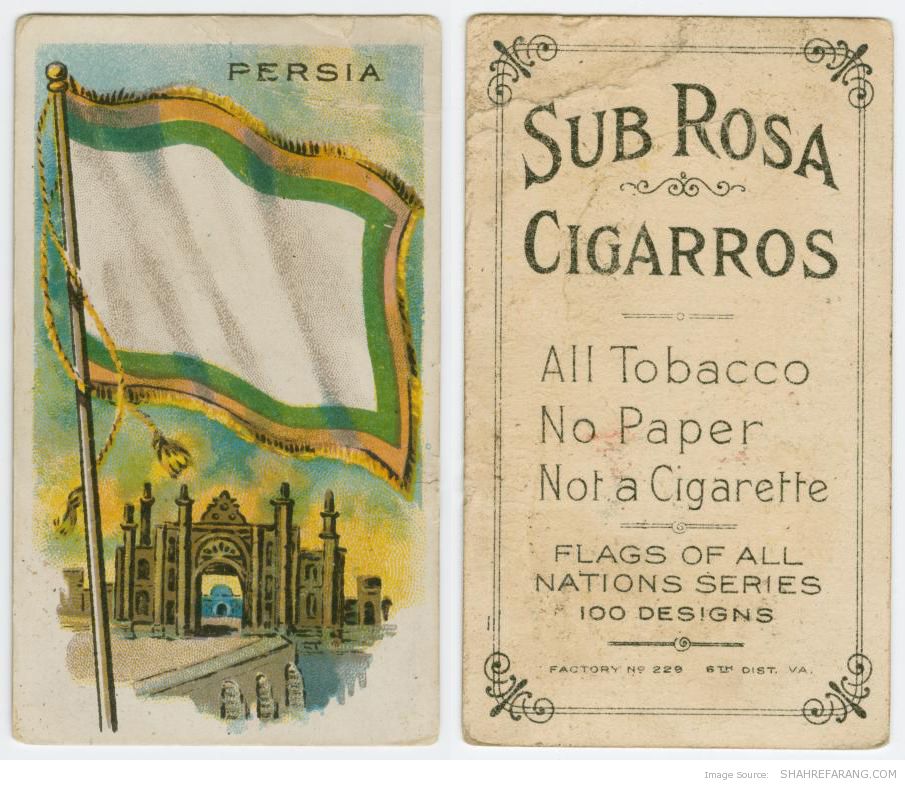 PERSIA
SUB ROSA
CIGARROS
All Tobacco
No Paper
Not a Cigarette
FLAGS OF ALL
NATIONS SERIES
100 DESIGNS
FACTORY Nº 229 6TH DIST. VA.
Image Source: SHAHREFARANG.COM